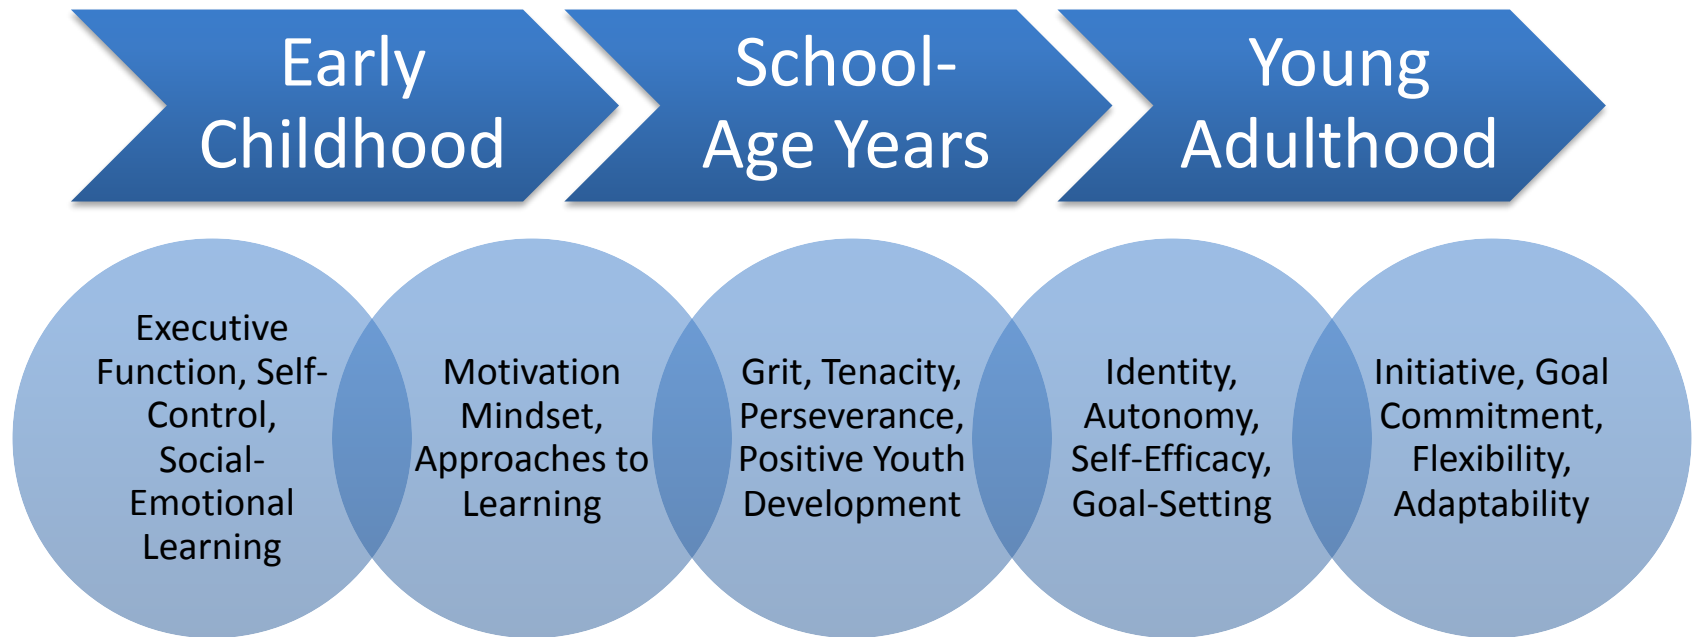 Early
Childhood
School-
Age Years
Young
Adulthood
Executive
Function, Self-
Control,
Social-
Emotional
Learning
Motivation
Mindset,
Approaches to
Learning
Grit, Tenacity,
Perseverance,
Positive Youth
Development
Identity,
Autonomy,
Self-Efficacy,
Goal-Setting
Initiative, Goal
Commitment,
Flexibility,
Adaptability